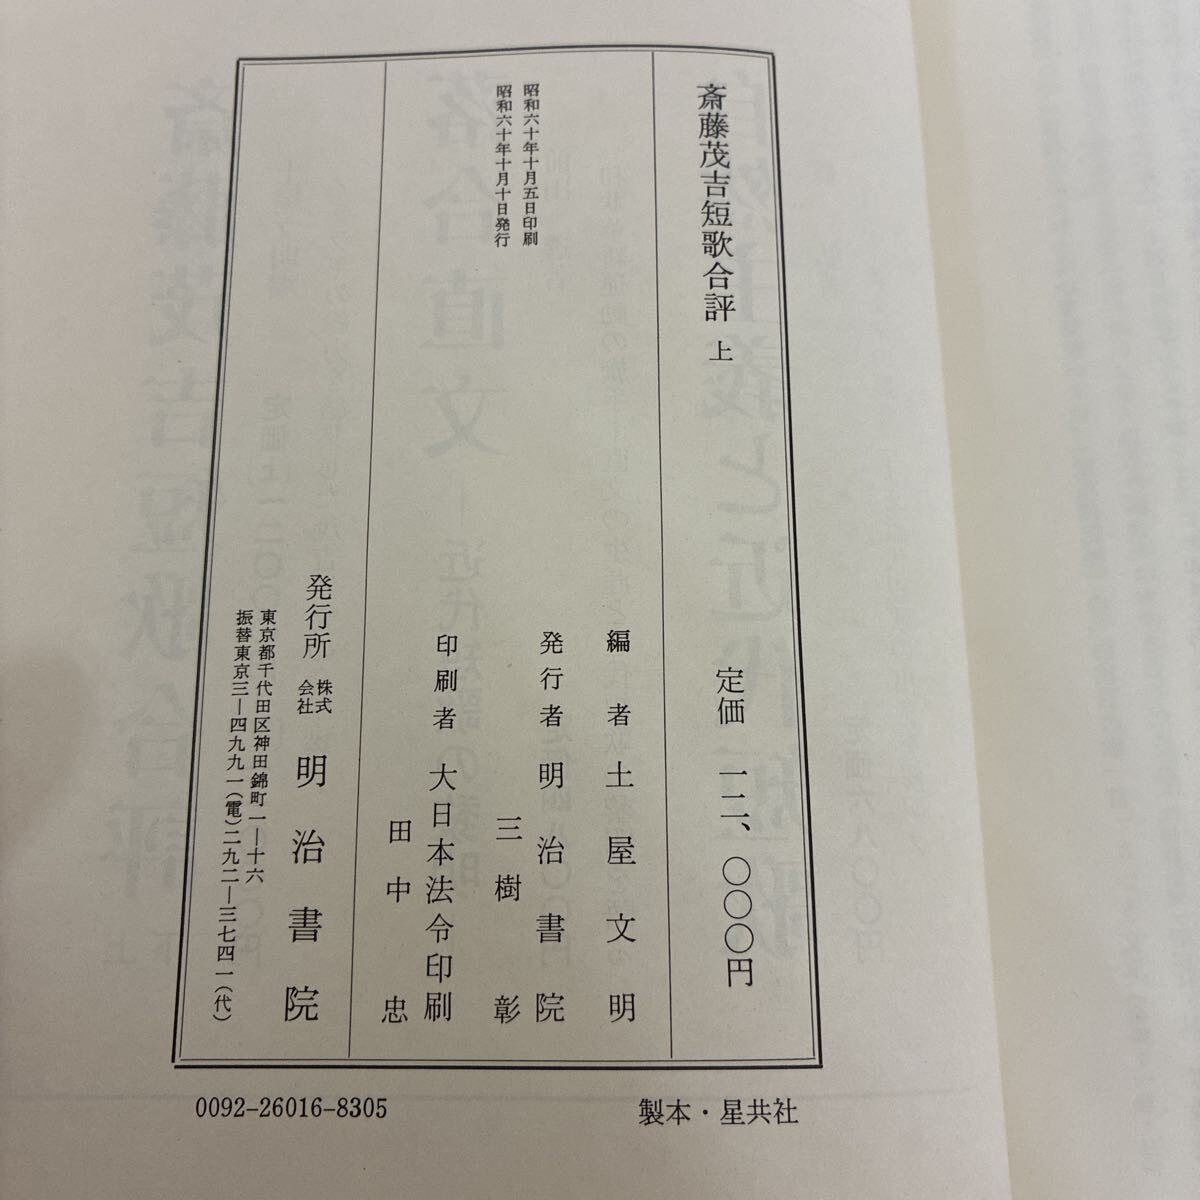 斎藤茂吉短歌合評 上
定価 一二、〇〇〇円
昭和六十年十月五日印刷
昭和六十年十月十日発行
編者 土屋文明
発行者 明治書院
三樹彰
印刷者 大日本法令印刷
田中忠
発行所 株式会社 明治書院
東京都千代田区神田錦町一―十六
振替東京三―四九九一(電)二九二―三七四一(代)
0092-26016-8305
製本・星共社